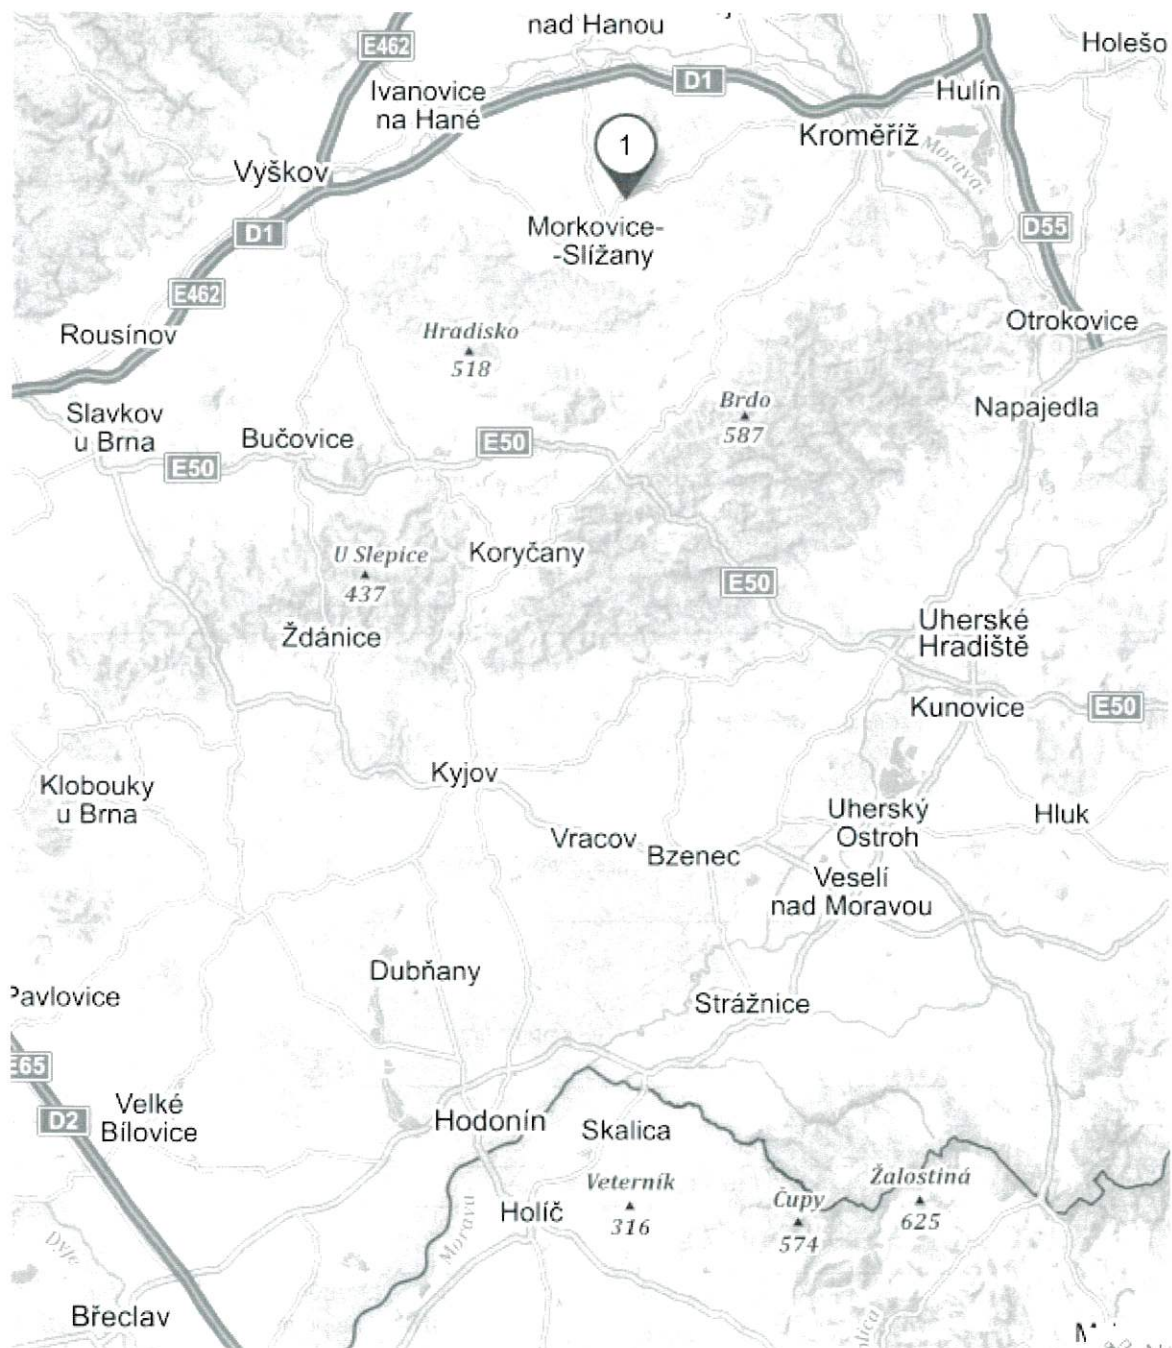 nad Hanou
E462
Holešo
Ivanovice
na Hané
D1
Hulín
1
Kroměříž
Morava
Vyškov
D1
Morkovice-
-Slížany
D55
E462
Rousínov
Hradisko
518
Otrokovice
Brdo
587
Napajedla
Slavkov
u Brna
Bučovice
E50
E50
U Slepice
437
Koryčany
E50
Ždánice
Uherské
Hradiště
Kunovice
E50
Kyjov
Klobouky
u Brna
Uherský
Ostroh
Hluk
Vracov
Bzenec
Veselí
nad Moravou
Dubňany
Pavlovice
Strážnice
E65
D2
Velké
Bílovice
Hodonín
Skalica
Veterník
316
Čupy
574
Žalostiná
625
Holíč
Morava
Dyje
Břeclav